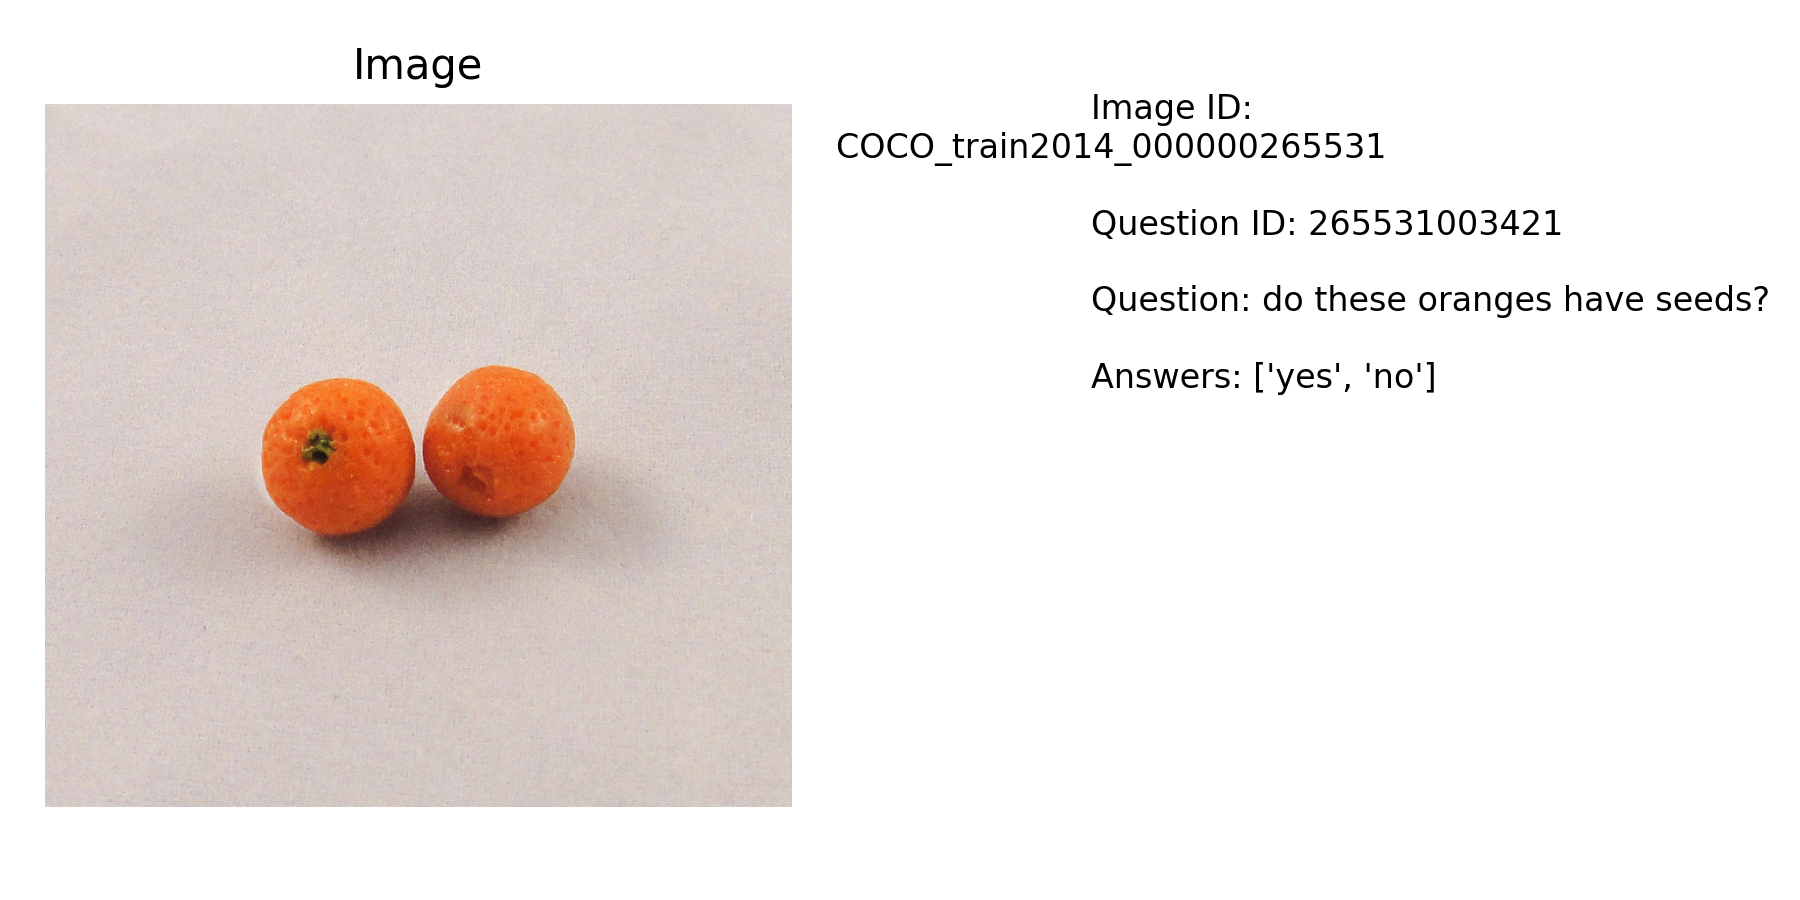 Image
Image ID:
COCO_train2014_000000265531
Question ID: 265531003421
Question: do these oranges have seeds?
Answers: ['yes', 'no']